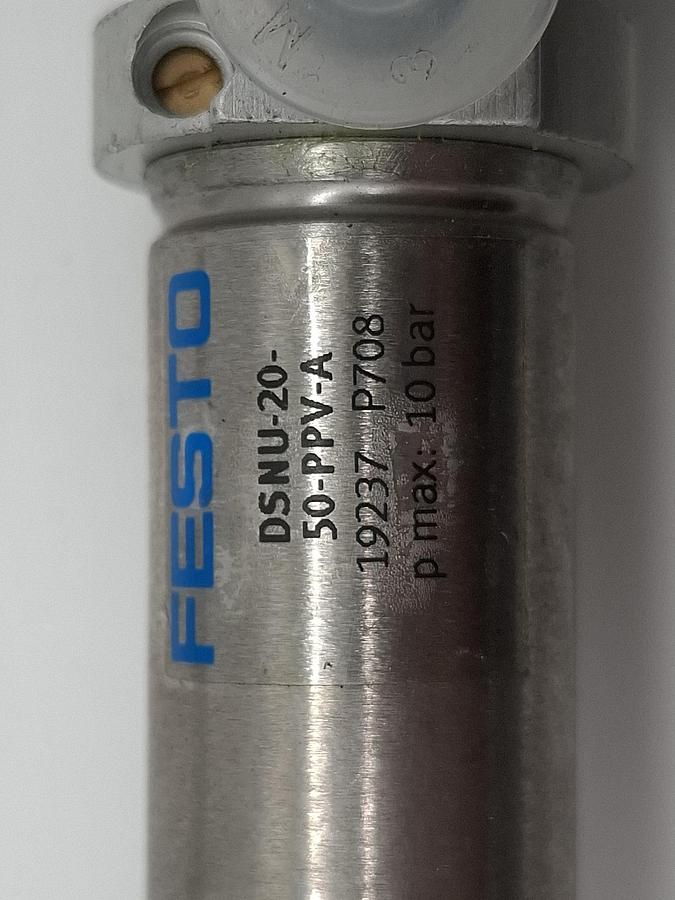 FESTO
DSNU-20-
50-PPV-A
19237 P708
p max: 10 bar